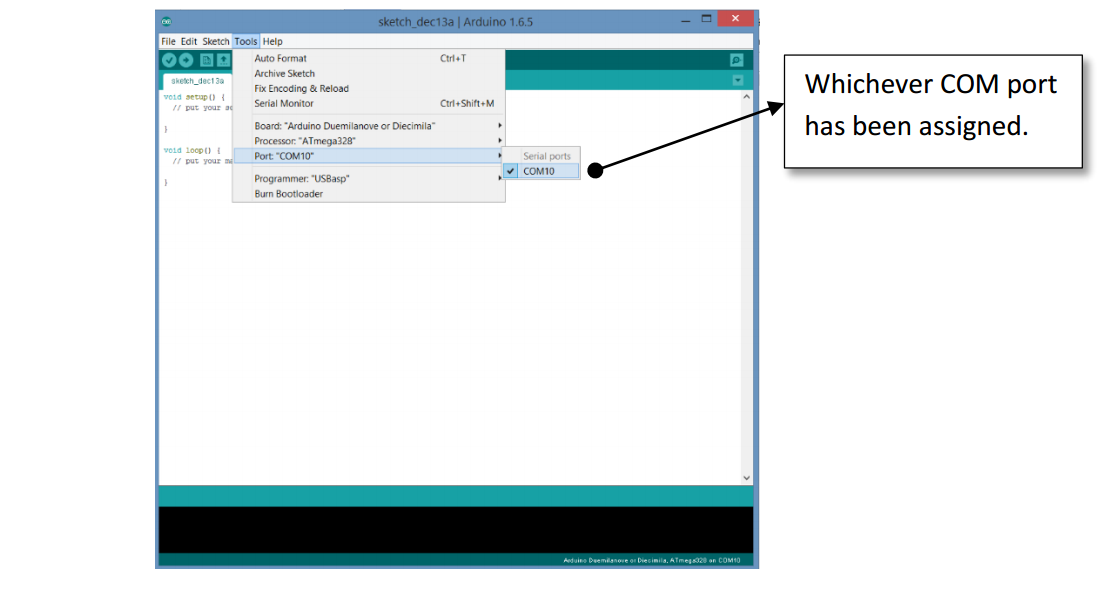 sketch_dec13a | Arduino 1.6.5
File Edit Sketch Tools Help
Auto Format Ctrl+T
Archive Sketch
Fix Encoding & Reload
Serial Monitor Ctrl+Shift+M
Board: "Arduino Duemilanove or Diecimila"
Processor: "ATmega328"
Port: "COM10"
Programmer: "USBasp"
Burn Bootloader
Serial ports
COM10
sketch_dec13a
void setup() {
// put your se
}
void loop() {
// put your ma
}
Whichever COM port
has been assigned.
Arduino Duemilanove or Diecimila, ATmega328 on COM10